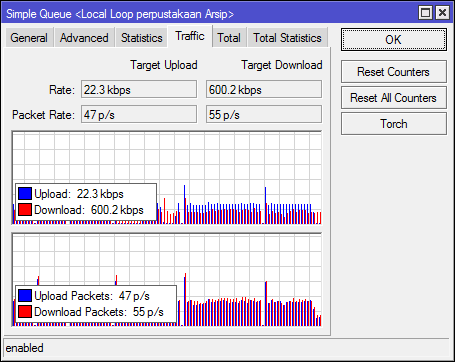 Simple Queue <Local Loop perpustakaan Arsip>
General Advanced Statistics Traffic Total Total Statistics
Target Upload Target Download
Rate: 22.3 kbps 600.2 kbps
Packet Rate: 47 p/s 55 p/s
Upload: 22.3 kbps
Download: 600.2 kbps
Upload Packets: 47 p/s
Download Packets: 55 p/s
OK
Reset Counters
Reset All Counters
Torch
enabled